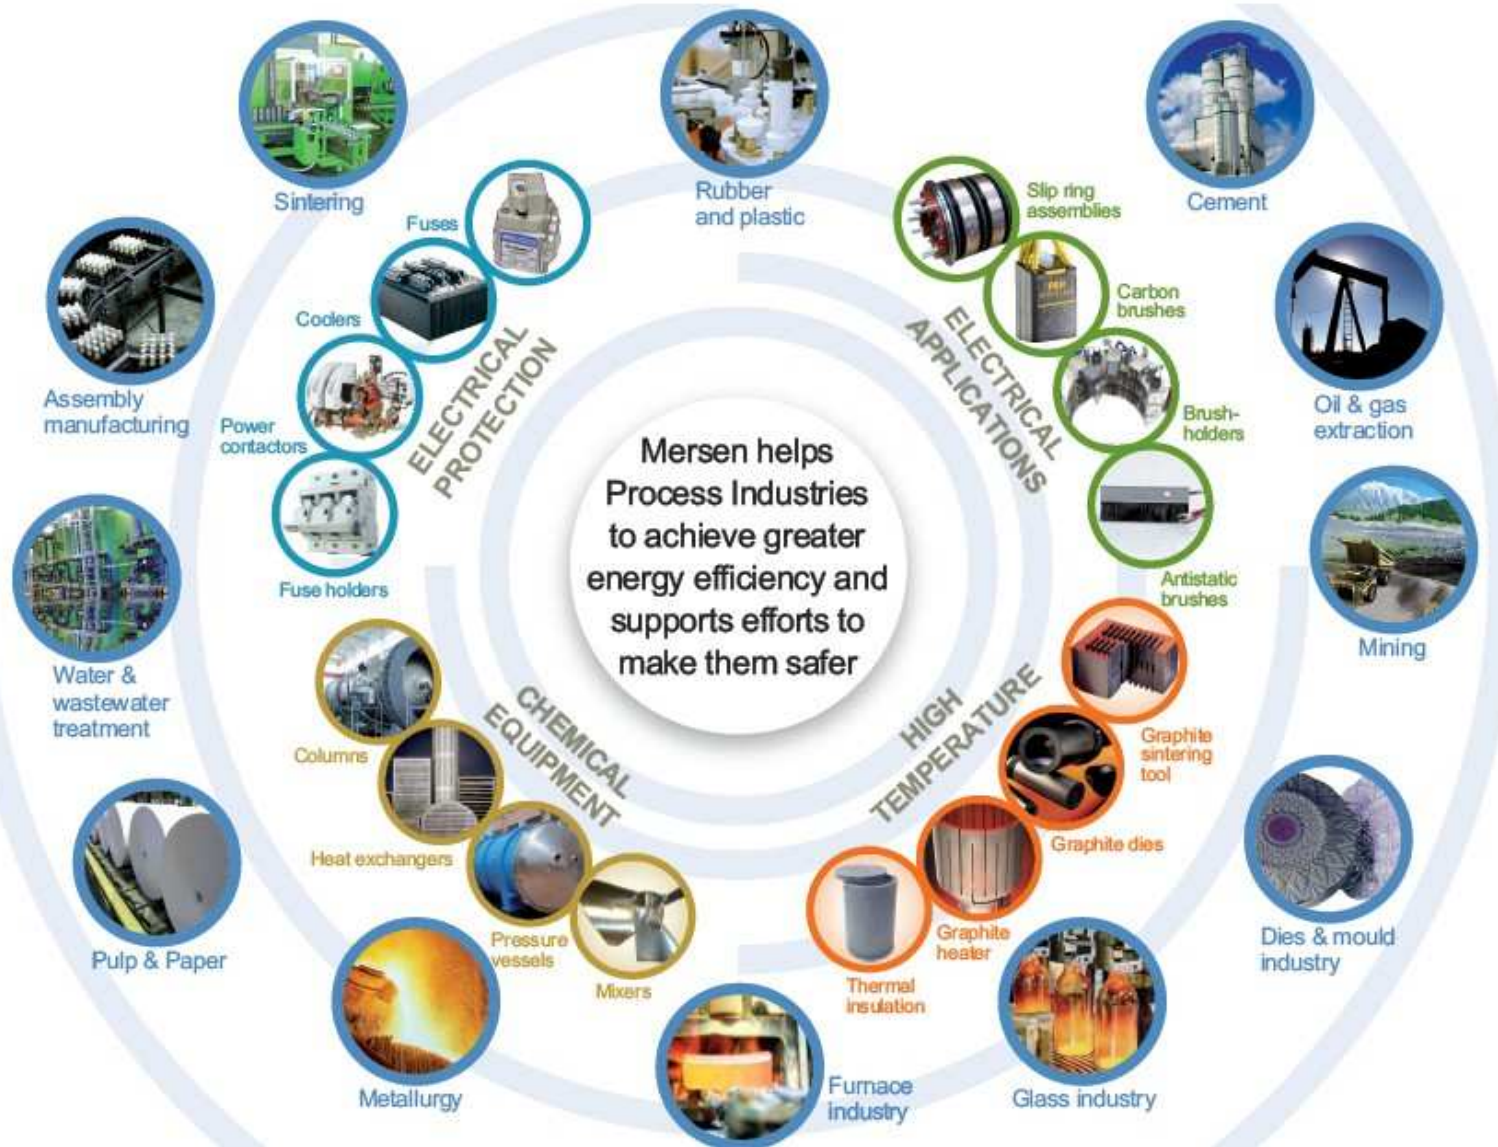 Sintering
Rubber
and plastic
Cement
Fuses
Slip ring
assemblies
Coolers
Carbon
brushes
Assembly
manufacturing
Power
contactors
ELECTRICAL
PROTECTION
ELECTRICAL
APPLICATIONS
Brush-
holders
Oil & gas
extraction
Mersen helps
Process Industries
to achieve greater
energy efficiency and
supports efforts to
make them safer
Fuse holders
Antistatic
brushes
Water &
wastewater
treatment
Mining
Columns
CHEMICAL
EQUIPMENT
HIGH
TEMPERATURE
Graphite
sintering
tool
Heat exchangers
Graphite dies
Pressure
vessels
Mixers
Graphite
heater
Thermal
insulation
Pulp & Paper
Dies & mould
industry
Metallurgy
Furnace
industry
Glass industry